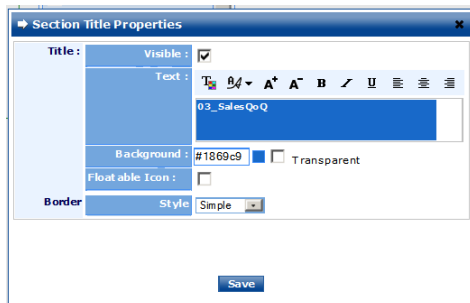 Section Title Properties
Title :
Visible :
Text :
A+ A- B I U
03_SalesQoQ
Background : #1869c9 Transparent
Floatable Icon :
Border Style Simple
Save